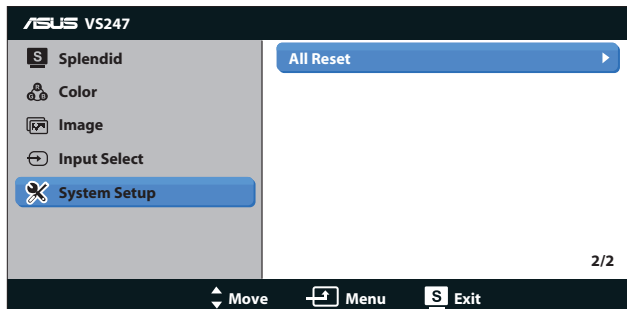 ASUS VS247
S Splendid
All Reset
R G B Color
Image
Input Select
System Setup
2/2
Move Menu S Exit